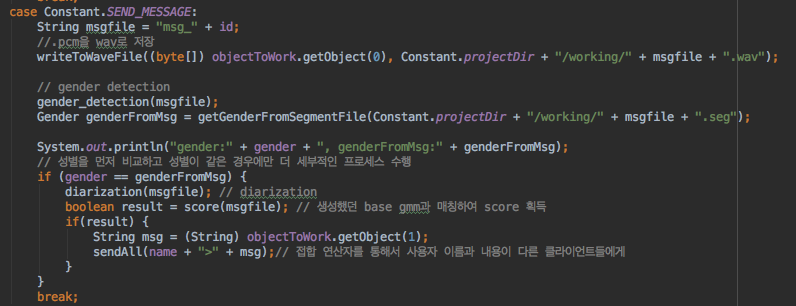 case Constant.SEND_MESSAGE:
String msgfile = "msg_" + id;
//.pcm을 wav로 저장
writeToWaveFile((byte[]) objectToWork.getObject(0), Constant.projectDir + "/working/" + msgfile + ".wav");
// gender detection
gender_detection(msgfile);
Gender genderFromMsg = getGenderFromSegmentFile(Constant.projectDir + "/working/" + msgfile + ".seg");
System.out.println("gender:" + gender + ", genderFromMsg:" + genderFromMsg);
// 성별을 먼저 비교하고 성별이 같은 경우에만 더 세부적인 프로세스 수행
if (gender == genderFromMsg) {
diarization(msgfile); // diarization
boolean result = score(msgfile); // 생성했던 base gmm과 매칭하여 score 획득
if(result) {
String msg = (String) objectToWork.getObject(1);
sendAll(name + ">" + msg);// 접합 연산자를 통해서 사용자 이름과 내용이 다른 클라이언트들에게
}
}
break;